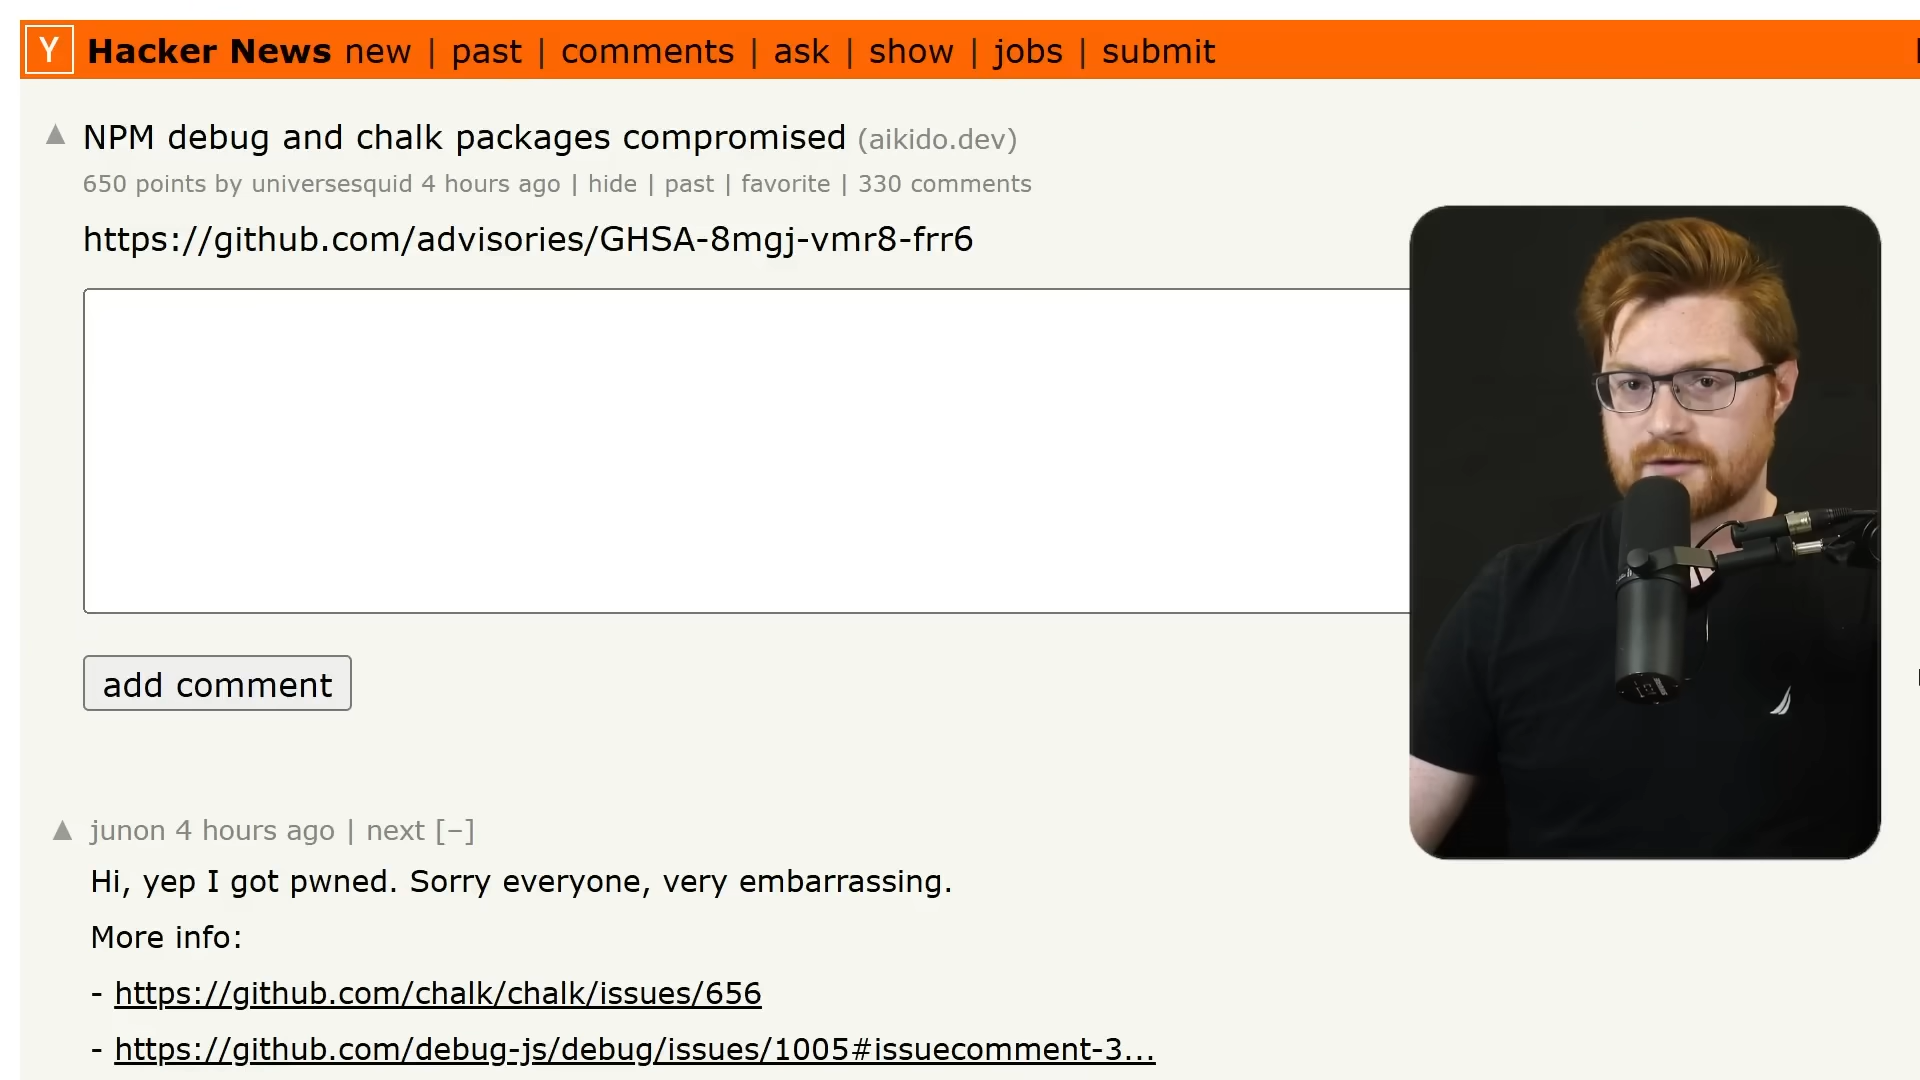 Y Hacker News new | past | comments | ask | show | jobs | submit
▲ NPM debug and chalk packages compromised (aikido.dev)
650 points by universesquid 4 hours ago | hide | past | favorite | 330 comments
https://github.com/advisories/GHSA-8mgj-vmr8-frr6
add comment
▲ junon 4 hours ago | next [–]
Hi, yep I got pwned. Sorry everyone, very embarrassing.
More info:
- https://github.com/chalk/chalk/issues/656
- https://github.com/debug-js/debug/issues/1005#issuecomment-3...